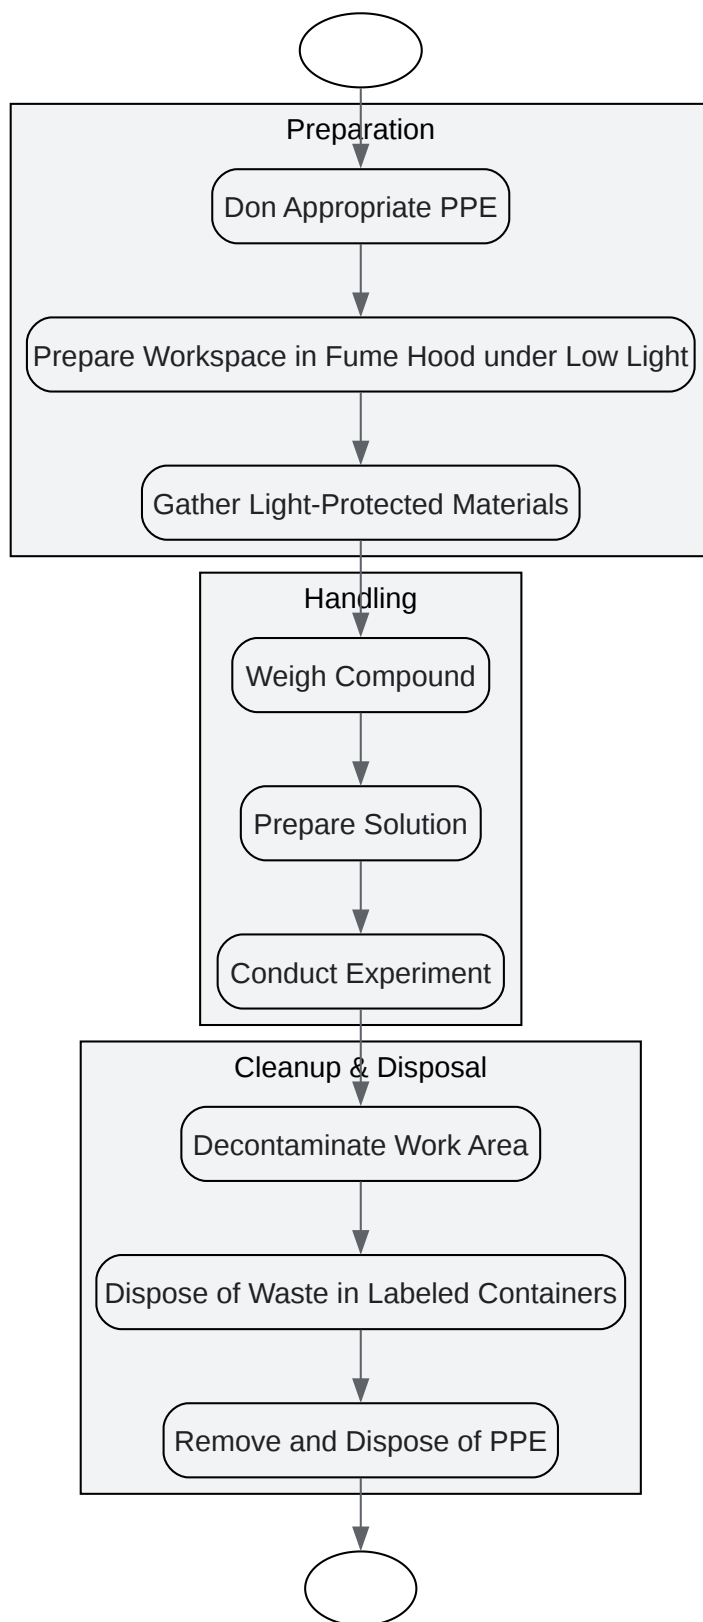 Preparation
Don Appropriate PPE
Prepare Workspace in Fume Hood under Low Light
Gather Light-Protected Materials
Handling
Weigh Compound
Prepare Solution
Conduct Experiment
Cleanup & Disposal
Decontaminate Work Area
Dispose of Waste in Labeled Containers
Remove and Dispose of PPE